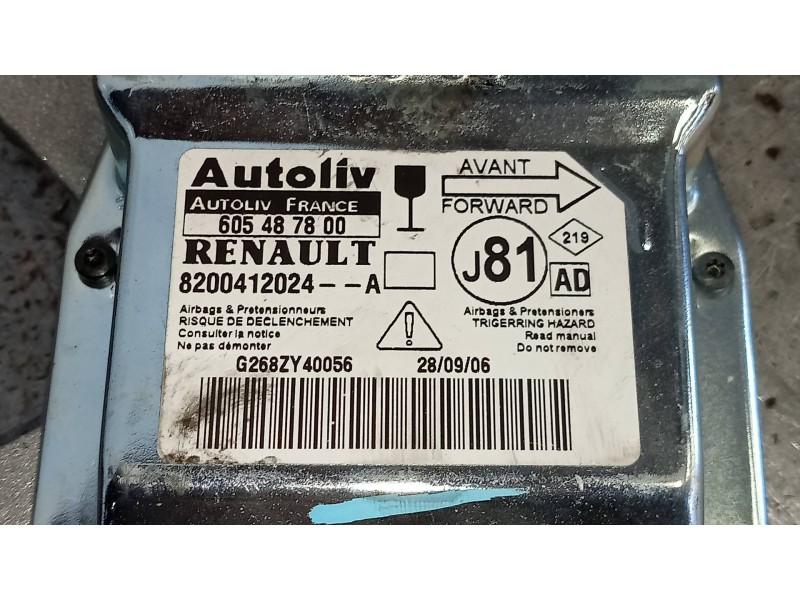 Autoliv
AUTOLIV FRANCE
605 48 78 00
RENAULT
8200412024--A
AVANT
FORWARD
J81
219
AD
Airbags & Pretensionneurs
RISQUE DE DECLENCHEMENT
Consulter la notice
Ne pas démonter
Airbags & Pretensioners
TRIGERRING HAZARD
Read manual
Do not remove
G268ZY40056
28/09/06